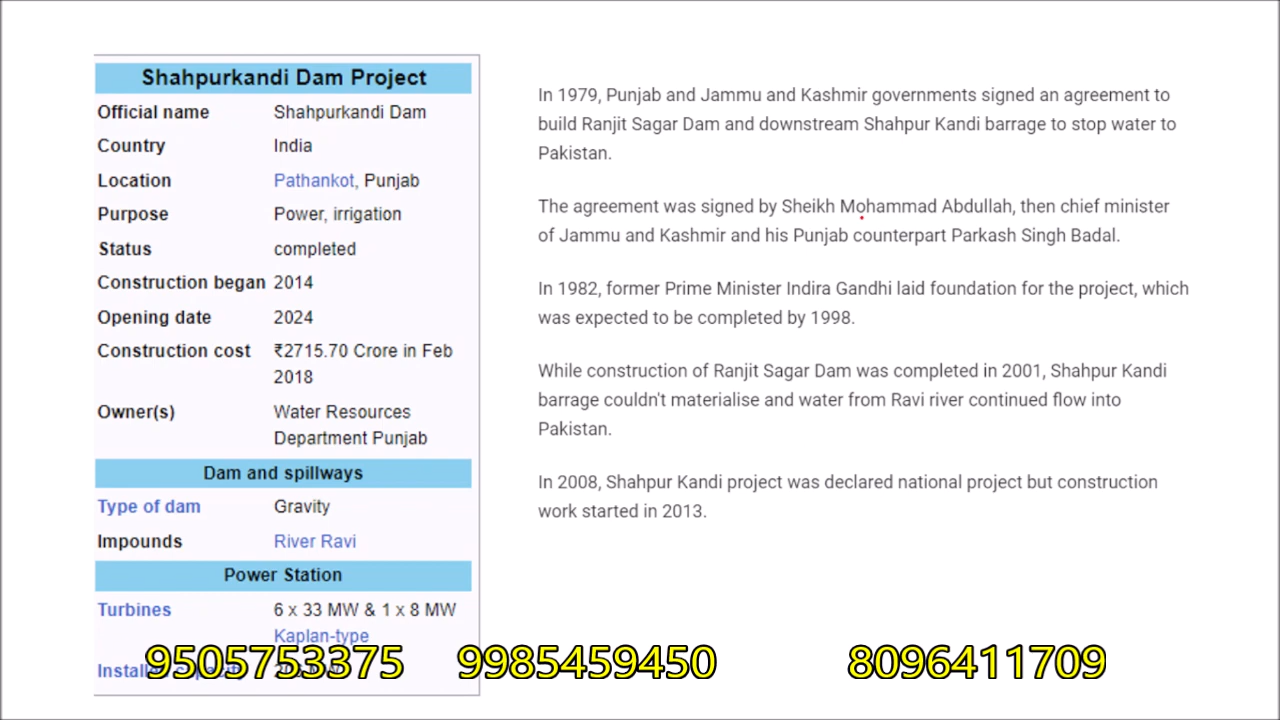 Shahpurkandi Dam Project
Official name Shahpurkandi Dam
Country India
Location Pathankot, Punjab
Purpose Power, irrigation
Status completed
Construction began 2014
Opening date 2024
Construction cost ₹2715.70 Crore in Feb
2018
Owner(s) Water Resources
Department Punjab
Dam and spillways
Type of dam Gravity
Impounds River Ravi
Power Station
Turbines 6 x 33 MW & 1 x 8 MW
Kaplan-type
In 1979, Punjab and Jammu and Kashmir governments signed an agreement to
build Ranjit Sagar Dam and downstream Shahpur Kandi barrage to stop water to
Pakistan.
The agreement was signed by Sheikh Mohammad Abdullah, then chief minister
of Jammu and Kashmir and his Punjab counterpart Parkash Singh Badal.
In 1982, former Prime Minister Indira Gandhi laid foundation for the project, which
was expected to be completed by 1998.
While construction of Ranjit Sagar Dam was completed in 2001, Shahpur Kandi
barrage couldn't materialise and water from Ravi river continued flow into
Pakistan.
In 2008, Shahpur Kandi project was declared national project but construction
work started in 2013.
9505753375 9985459450 8096411709